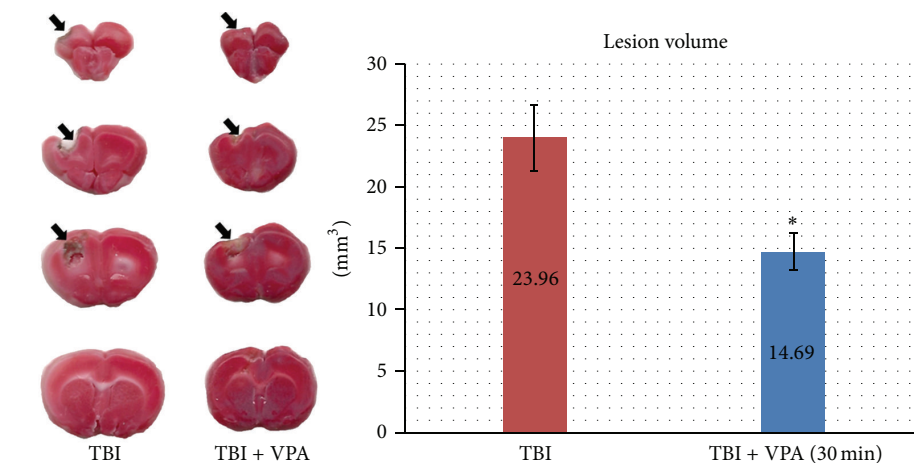 TBI
TBI + VPA
Lesion volume
(mm³)
30
25
20
15
10
5
0
23.96
*
14.69
TBI
TBI + VPA (30 min)